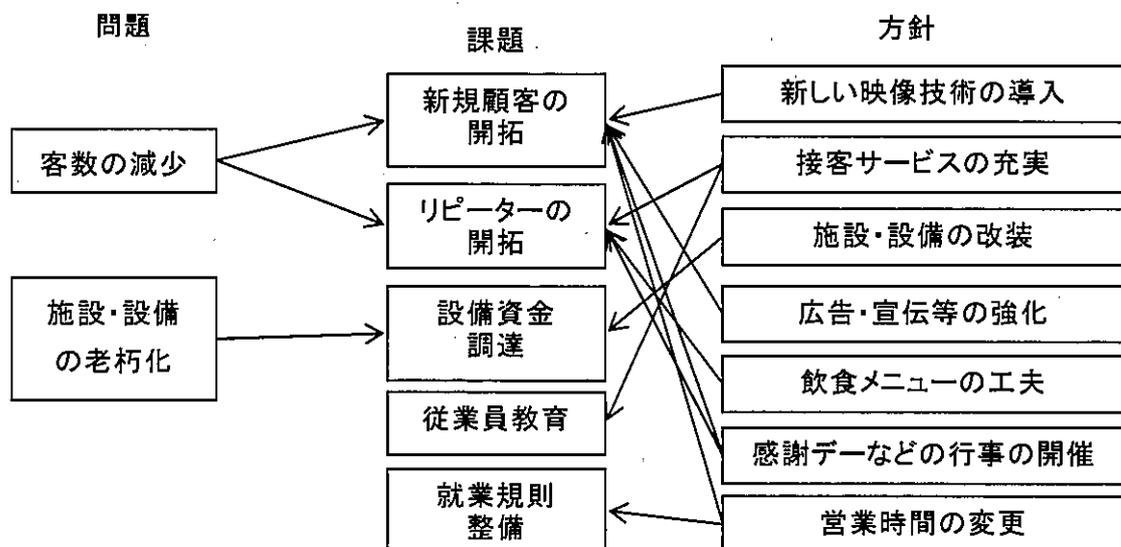 問題
課題
方針
客数の減少
施設・設備
の老朽化
新規顧客の
開拓
リピーターの
開拓
設備資金
調達
従業員教育
就業規則
整備
新しい映像技術の導入
接客サービスの充実
施設・設備の改装
広告・宣伝等の強化
飲食メニューの工夫
感謝デーなどの行事の開催
営業時間の変更